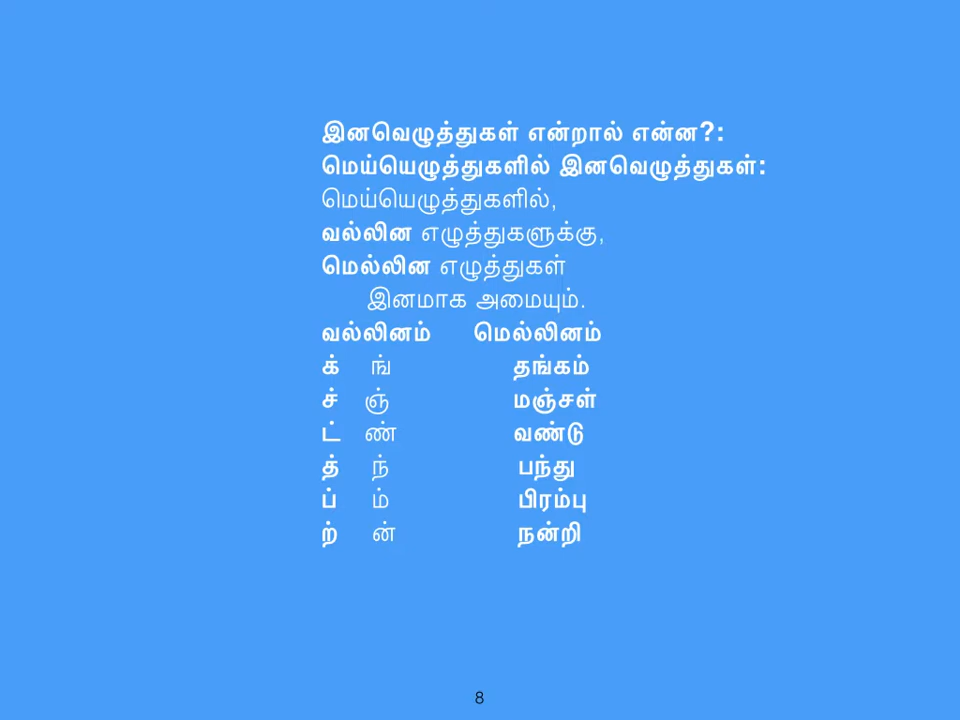 இனவெழுத்துகள் என்றால் என்ன?:
மெய்யெழுத்துகளில் இனவெழுத்துகள்:
மெய்யெழுத்துகளில்,
வல்லின எழுத்துகளுக்கு,
மெல்லின எழுத்துகள்
இனமாக அமையும்.
வல்லினம் மெல்லினம்
க் ங் தங்கம்
ச் ஞ் மஞ்சள்
ட் ண் வண்டு
த் ந் பந்து
ப் ம் பிரம்பு
ற் ன் நன்றி
8